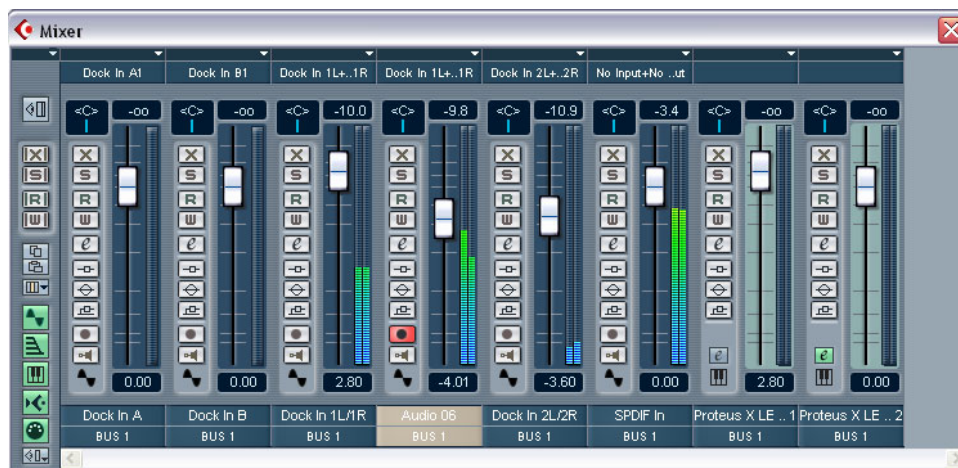 Mixer
Dock In A1 Dock In B1 Dock In 1L+..1R Dock In 1L+..1R Dock In 2L+..2R No Input+No ..ut
<C> -oo <C> -oo <C> -10.0 <C> -9.8 <C> -10.9 <C> -3.4 <C> -oo <C> -oo
X X X X X X X X X
S S S S S S S S S
R R R R R R R R R
W W W W W W W W W
e e e e e e e e
e e
0.00 0.00 2.80 -4.01 -3.60 0.00 2.80 0.00
Dock In A Dock In B Dock In 1L/1R Audio 06 Dock In 2L/2R SPDIF In Proteus X LE .. 1 Proteus X LE .. 2
BUS 1 BUS 1 BUS 1 BUS 1 BUS 1 BUS 1 BUS 1 BUS 1